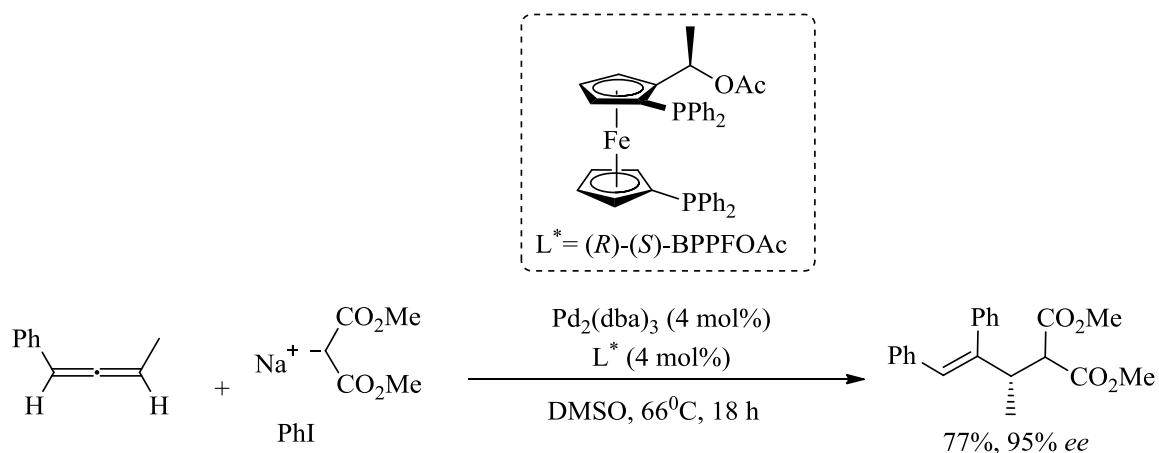 OAc
PPh2
Fe
PPh2
L*= (R)-(S)-BPPFOAc
Ph
H
H
+
Na+
−
CO2Me
CO2Me
PhI
Pd2(dba)3 (4 mol%)
L* (4 mol%)
DMSO, 66⁰C, 18 h
Ph
Ph
CO2Me
CO2Me
77%, 95% ee